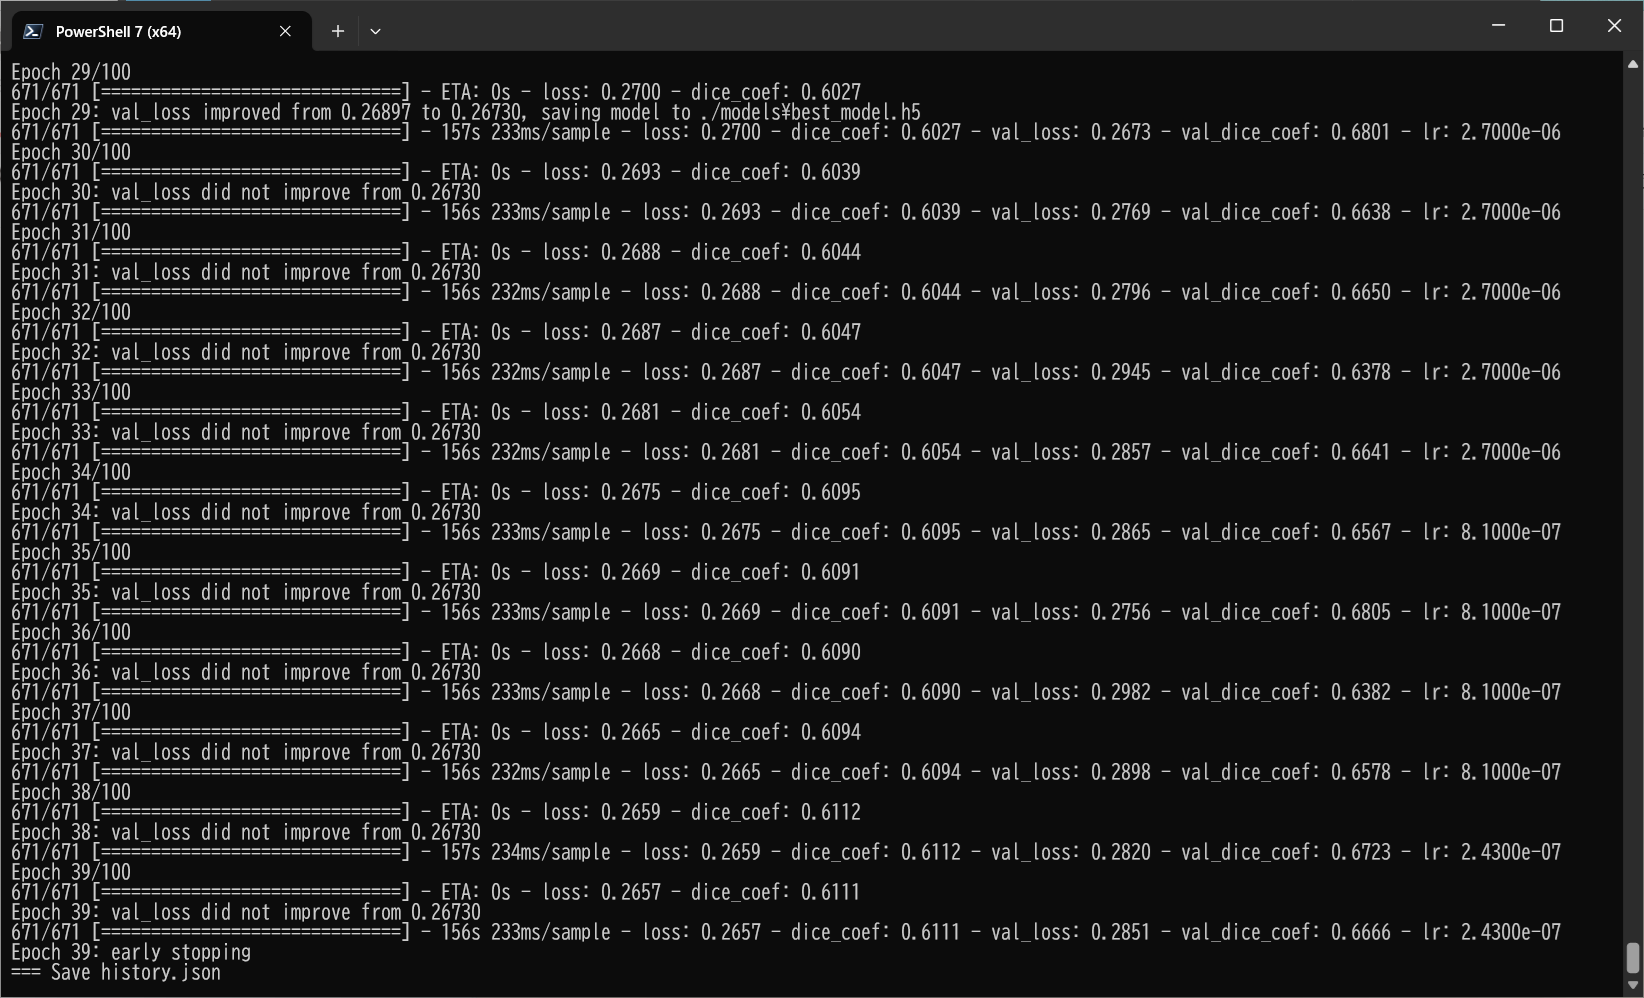 PowerShell 7 (x64)
Epoch 29/100
671/671 [==============================] - ETA: 0s - loss: 0.2700 - dice_coef: 0.6027
Epoch 29: val_loss improved from 0.26897 to 0.26730, saving model to ./models¥best_model.h5
671/671 [==============================] - 157s 233ms/sample - loss: 0.2700 - dice_coef: 0.6027 - val_loss: 0.2673 - val_dice_coef: 0.6801 - lr: 2.7000e-06
Epoch 30/100
671/671 [==============================] - ETA: 0s - loss: 0.2693 - dice_coef: 0.6039
Epoch 30: val_loss did not improve from 0.26730
671/671 [==============================] - 156s 233ms/sample - loss: 0.2693 - dice_coef: 0.6039 - val_loss: 0.2769 - val_dice_coef: 0.6638 - lr: 2.7000e-06
Epoch 31/100
671/671 [==============================] - ETA: 0s - loss: 0.2688 - dice_coef: 0.6044
Epoch 31: val_loss did not improve from 0.26730
671/671 [==============================] - 156s 232ms/sample - loss: 0.2688 - dice_coef: 0.6044 - val_loss: 0.2796 - val_dice_coef: 0.6650 - lr: 2.7000e-06
Epoch 32/100
671/671 [==============================] - ETA: 0s - loss: 0.2687 - dice_coef: 0.6047
Epoch 32: val_loss did not improve from 0.26730
671/671 [==============================] - 156s 232ms/sample - loss: 0.2687 - dice_coef: 0.6047 - val_loss: 0.2945 - val_dice_coef: 0.6378 - lr: 2.7000e-06
Epoch 33/100
671/671 [==============================] - ETA: 0s - loss: 0.2681 - dice_coef: 0.6054
Epoch 33: val_loss did not improve from 0.26730
671/671 [==============================] - 156s 232ms/sample - loss: 0.2681 - dice_coef: 0.6054 - val_loss: 0.2857 - val_dice_coef: 0.6641 - lr: 2.7000e-06
Epoch 34/100
671/671 [==============================] - ETA: 0s - loss: 0.2675 - dice_coef: 0.6095
Epoch 34: val_loss did not improve from 0.26730
671/671 [==============================] - 156s 233ms/sample - loss: 0.2675 - dice_coef: 0.6095 - val_loss: 0.2865 - val_dice_coef: 0.6567 - lr: 8.1000e-07
Epoch 35/100
671/671 [==============================] - ETA: 0s - loss: 0.2669 - dice_coef: 0.6091
Epoch 35: val_loss did not improve from 0.26730
671/671 [==============================] - 156s 233ms/sample - loss: 0.2669 - dice_coef: 0.6091 - val_loss: 0.2756 - val_dice_coef: 0.6805 - lr: 8.1000e-07
Epoch 36/100
671/671 [==============================] - ETA: 0s - loss: 0.2668 - dice_coef: 0.6090
Epoch 36: val_loss did not improve from 0.26730
671/671 [==============================] - 156s 233ms/sample - loss: 0.2668 - dice_coef: 0.6090 - val_loss: 0.2982 - val_dice_coef: 0.6382 - lr: 8.1000e-07
Epoch 37/100
671/671 [==============================] - ETA: 0s - loss: 0.2665 - dice_coef: 0.6094
Epoch 37: val_loss did not improve from 0.26730
671/671 [==============================] - 156s 232ms/sample - loss: 0.2665 - dice_coef: 0.6094 - val_loss: 0.2898 - val_dice_coef: 0.6578 - lr: 8.1000e-07
Epoch 38/100
671/671 [==============================] - ETA: 0s - loss: 0.2659 - dice_coef: 0.6112
Epoch 38: val_loss did not improve from 0.26730
671/671 [==============================] - 157s 234ms/sample - loss: 0.2659 - dice_coef: 0.6112 - val_loss: 0.2820 - val_dice_coef: 0.6723 - lr: 2.4300e-07
Epoch 39/100
671/671 [==============================] - ETA: 0s - loss: 0.2657 - dice_coef: 0.6111
Epoch 39: val_loss did not improve from 0.26730
671/671 [==============================] - 156s 233ms/sample - loss: 0.2657 - dice_coef: 0.6111 - val_loss: 0.2851 - val_dice_coef: 0.6666 - lr: 2.4300e-07
Epoch 39: early stopping
=== Save history.json